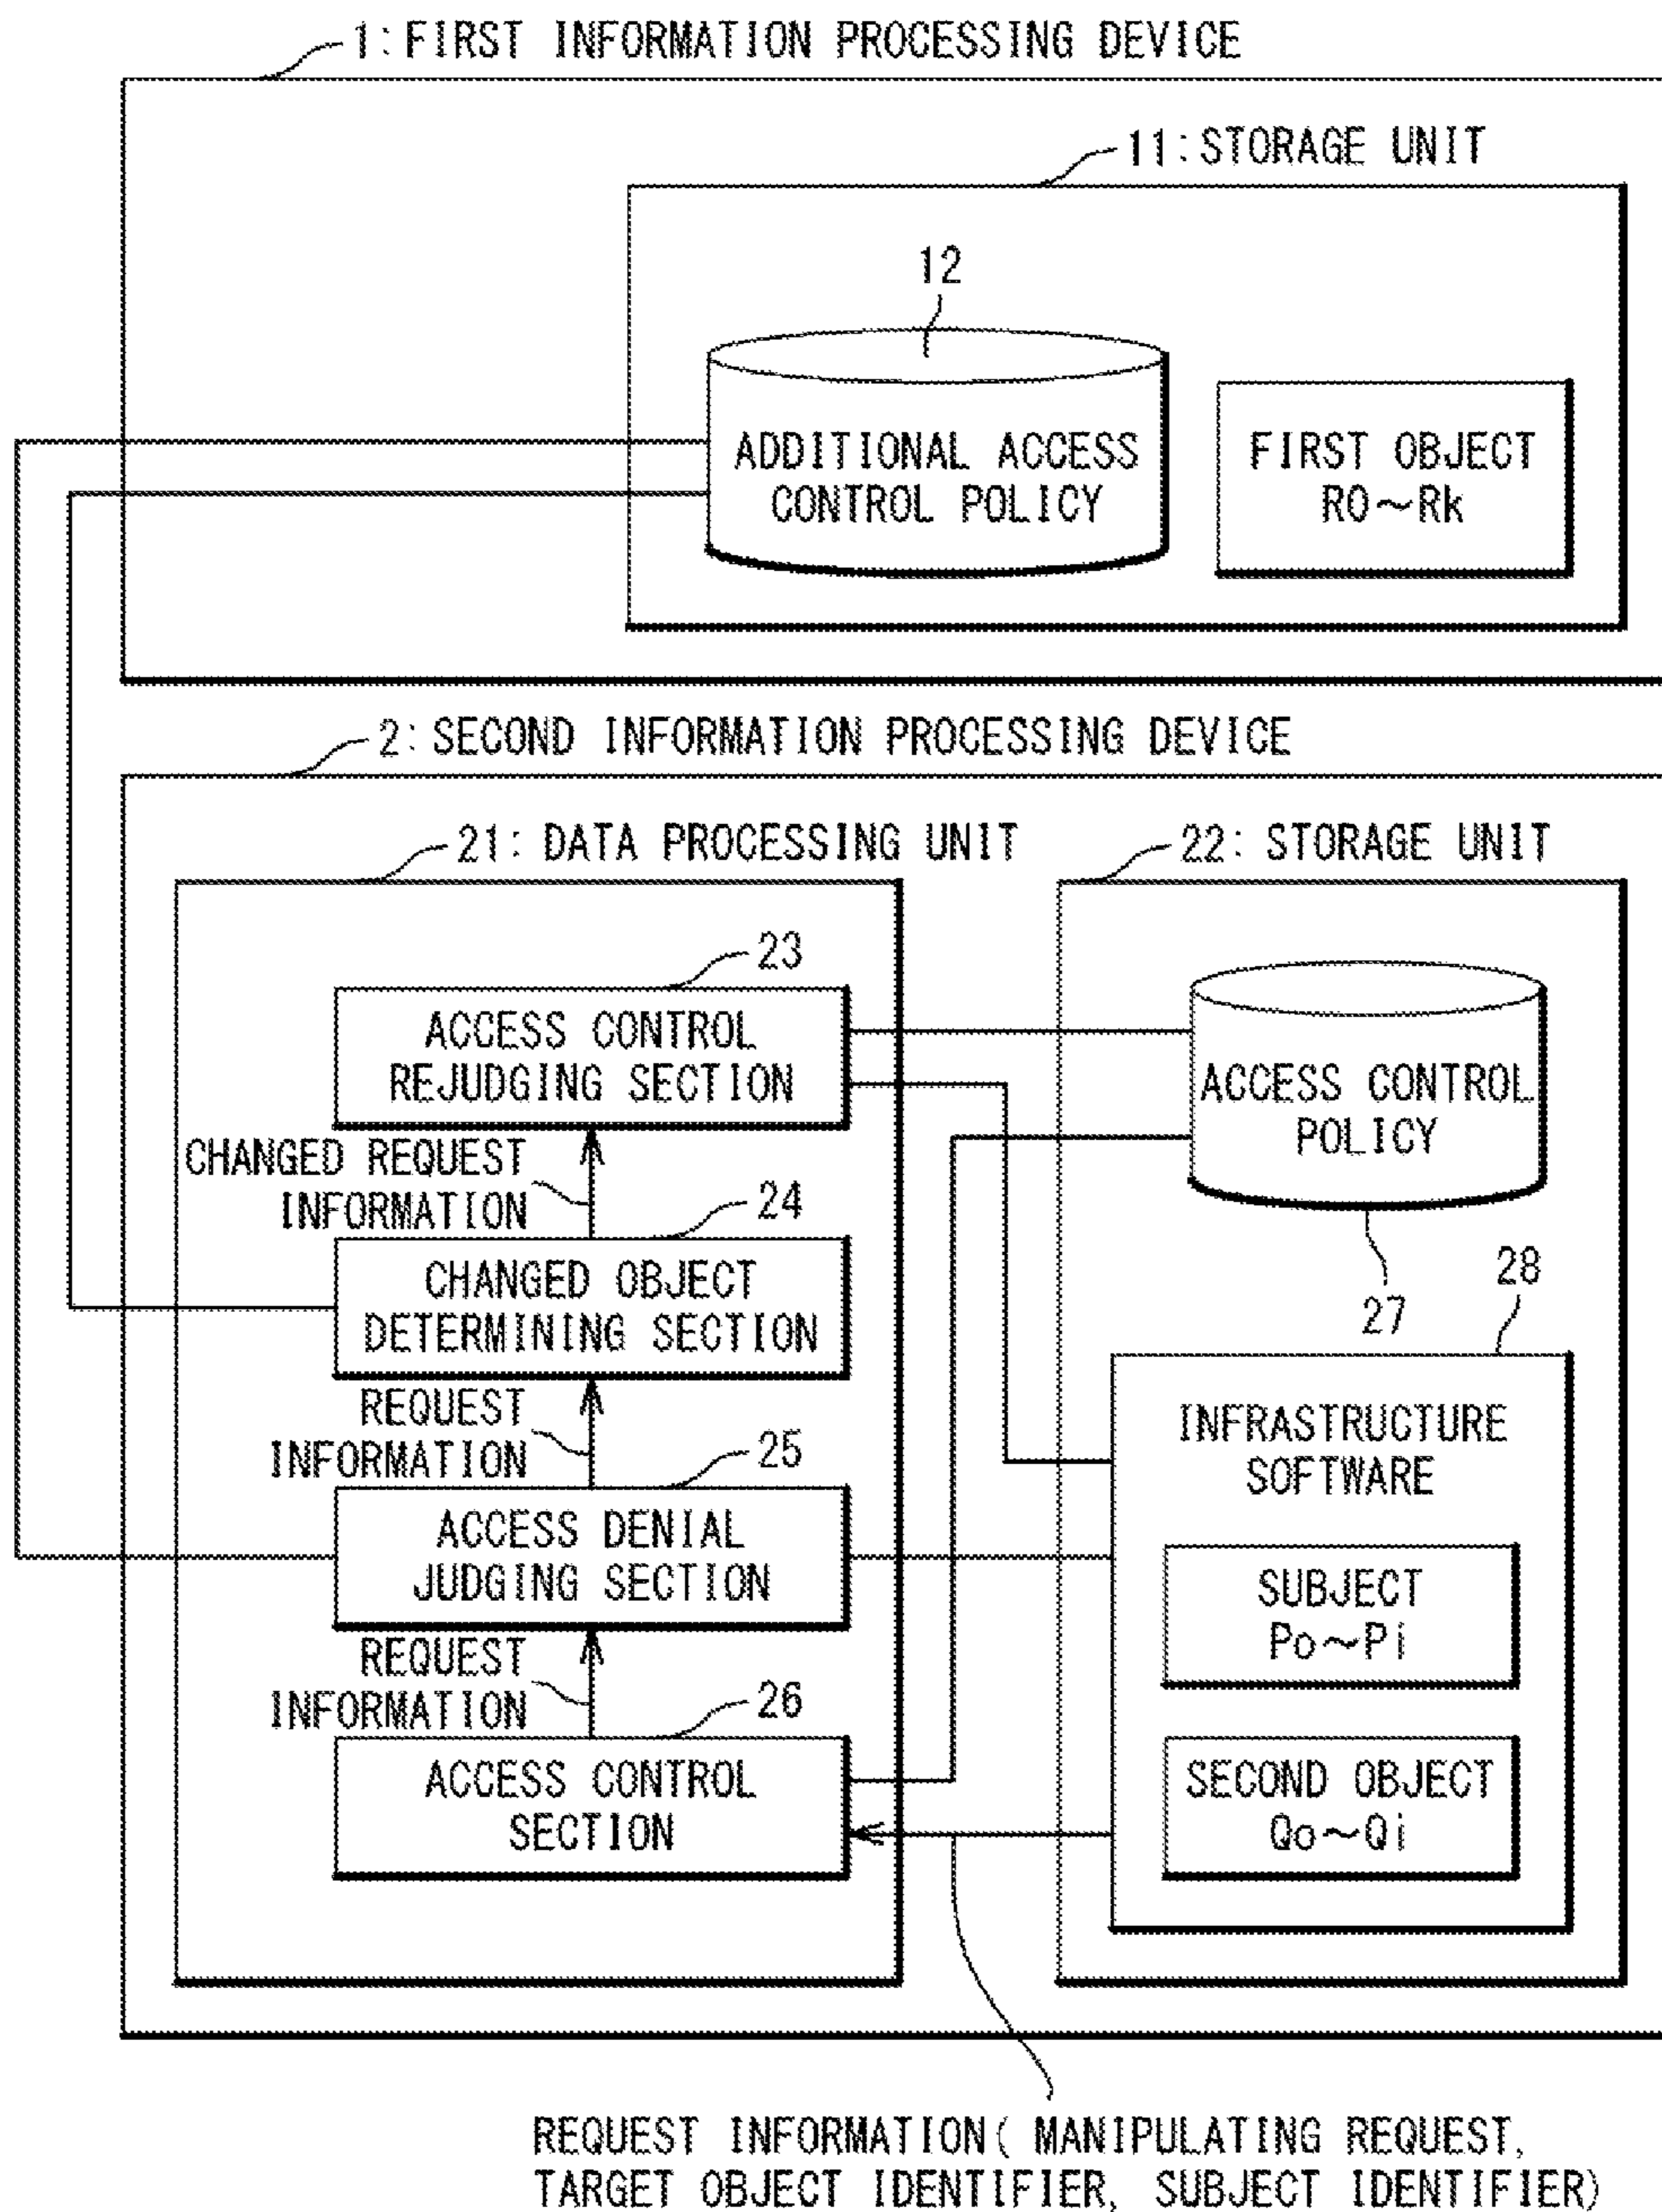 1:FIRST INFORMATION PROCESSING DEVICE
11:STORAGE UNIT
12
ADDITIONAL ACCESS
CONTROL POLICY
FIRST OBJECT
R0~Rk
2:SECOND INFORMATION PROCESSING DEVICE
21: DATA PROCESSING UNIT
22: STORAGE UNIT
23
ACCESS CONTROL
REJUDGING SECTION
ACCESS CONTROL
POLICY
27
CHANGED REQUEST
INFORMATION
24
CHANGED OBJECT
DETERMINING SECTION
28
INFRASTRUCTURE
SOFTWARE
REQUEST
INFORMATION
25
ACCESS DENIAL
JUDGING SECTION
SUBJECT
Po~Pi
REQUEST
INFORMATION
26
ACCESS CONTROL
SECTION
SECOND OBJECT
Qo~Qi
REQUEST INFORMATION( MANIPULATING REQUEST,
TARGET OBJECT IDENTIFIER, SUBJECT IDENTIFIER)